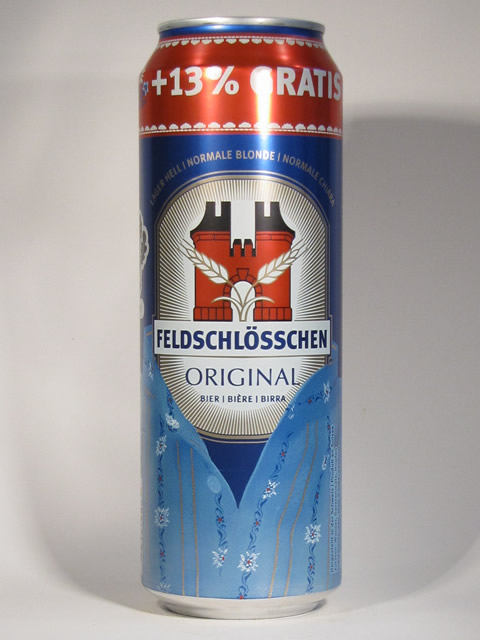 +13% GRATIS
LAGER HELL | NORMALE BLONDE | NORMALE CHIARA
FELDSCHLÖSSCHEN
ORIGINAL
BIER | BIÈRE | BIRRA